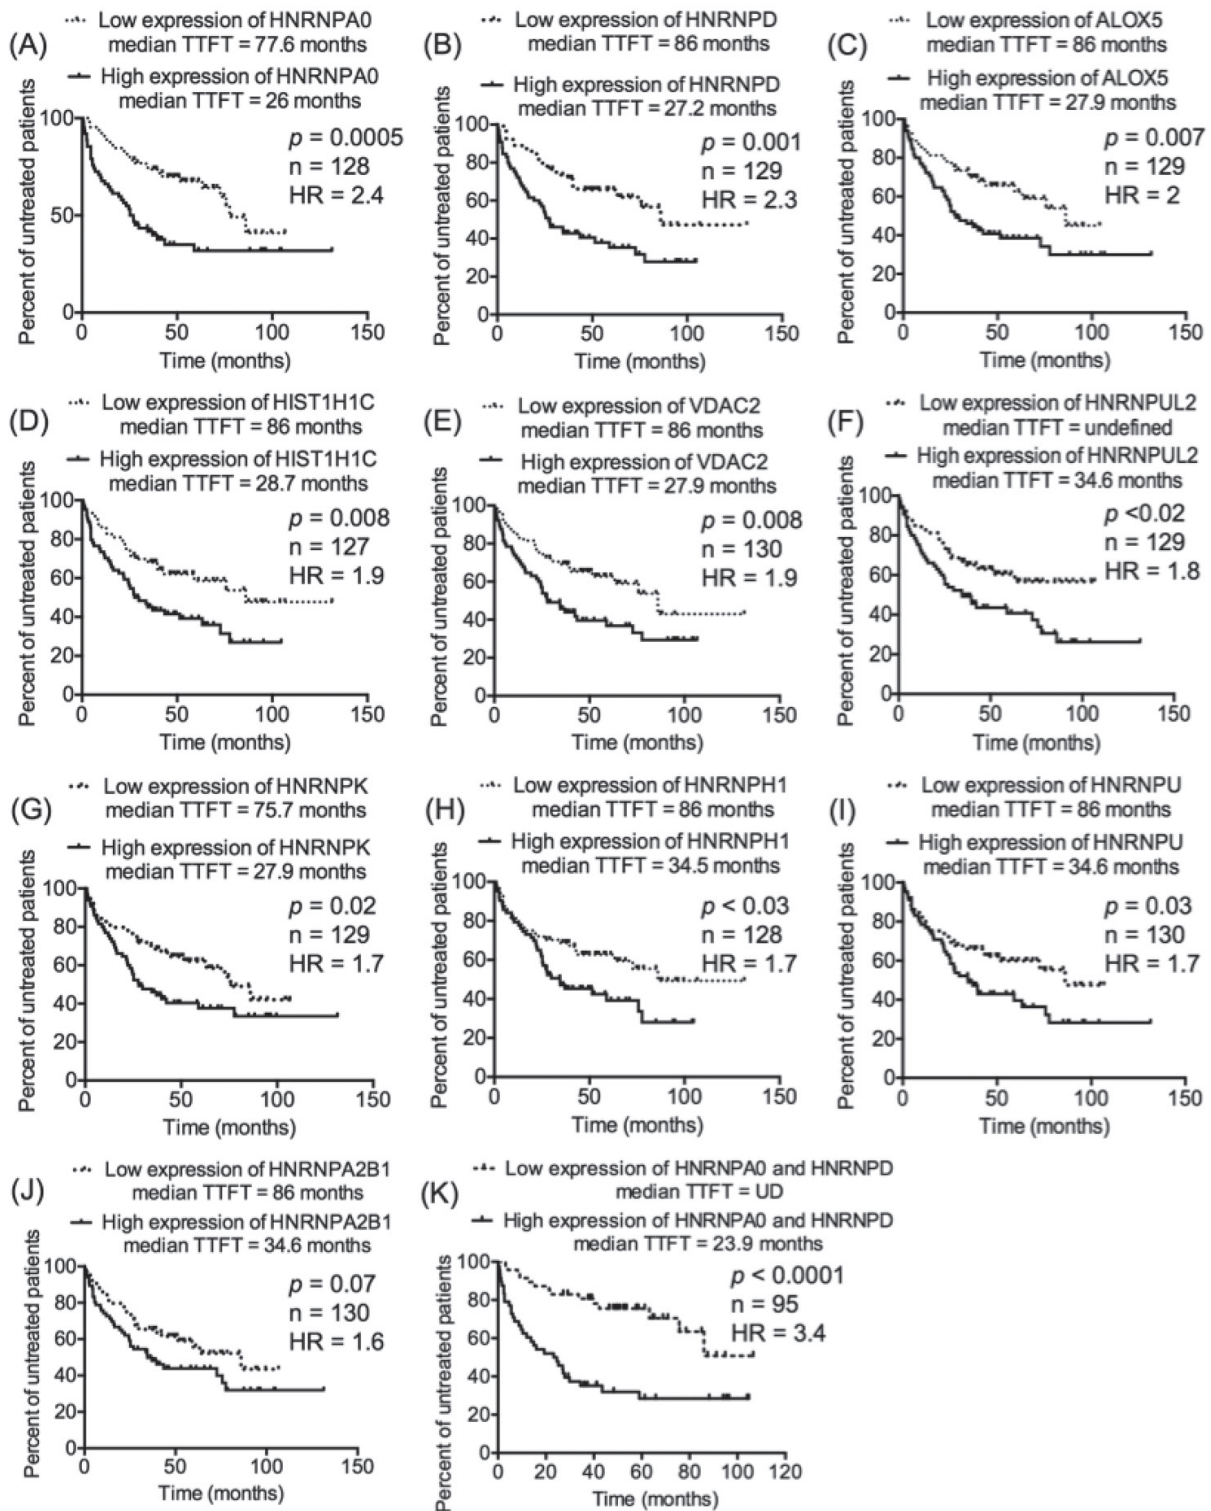 (A)
Low expression of HNRNPA0
median TTFT = 77.6 months
High expression of HNRNPA0
median TTFT = 26 months
Percent of untreated patients
100
50
0
p = 0.0005
n = 128
HR = 2.4
0 50 100 150
Time (months)
(B)
Low expression of HNRNPD
median TTFT = 86 months
High expression of HNRNPD
median TTFT = 27.2 months
Percent of untreated patients
100
80
60
40
20
0
p = 0.001
n = 129
HR = 2.3
0 50 100 150
Time (months)
(C)
Low expression of ALOX5
median TTFT = 86 months
High expression of ALOX5
median TTFT = 27.9 months
Percent of untreated patients
100
80
60
40
20
0
p = 0.007
n = 129
HR = 2
0 50 100 150
Time (months)
(D)
Low expression of HIST1H1C
median TTFT = 86 months
High expression of HIST1H1C
median TTFT = 28.7 months
Percent of untreated patients
100
80
60
40
20
0
p = 0.008
n = 127
HR = 1.9
0 50 100 150
Time (months)
(E)
Low expression of VDAC2
median TTFT = 86 months
High expression of VDAC2
median TTFT = 27.9 months
Percent of untreated patients
100
80
60
40
20
0
p = 0.008
n = 130
HR = 1.9
0 50 100 150
Time (months)
(F)
Low expression of HNRNPUL2
median TTFT = undefined
High expression of HNRNPUL2
median TTFT = 34.6 months
Percent of untreated patients
100
80
60
40
20
0
p <0.02
n = 129
HR = 1.8
0 50 100 150
Time (months)
(G)
Low expression of HNRNPK
median TTFT = 75.7 months
High expression of HNRNPK
median TTFT = 27.9 months
Percent of untreated patients
100
80
60
40
20
0
p = 0.02
n = 129
HR = 1.7
0 50 100 150
Time (months)
(H)
Low expression of HNRNPH1
median TTFT = 86 months
High expression of HNRNPH1
median TTFT = 34.5 months
Percent of untreated patients
100
80
60
40
20
0
p < 0.03
n = 128
HR = 1.7
0 50 100 150
Time (months)
(I)
Low expression of HNRNPU
median TTFT = 86 months
High expression of HNRNPU
median TTFT = 34.6 months
Percent of untreated patients
100
80
60
40
20
0
p = 0.03
n = 130
HR = 1.7
0 50 100 150
Time (months)
(J)
Low expression of HNRNPA2B1
median TTFT = 86 months
High expression of HNRNPA2B1
median TTFT = 34.6 months
Percent of untreated patients
100
80
60
40
20
0
p = 0.07
n = 130
HR = 1.6
0 50 100 150
Time (months)
(K)
Low expression of HNRNPA0 and HNRNPD
median TTFT = UD
High expression of HNRNPA0 and HNRNPD
median TTFT = 23.9 months
Percent of untreated patients
100
80
60
40
20
0
p < 0.0001
n = 95
HR = 3.4
0 20 40 60 80 100 120
Time (months)